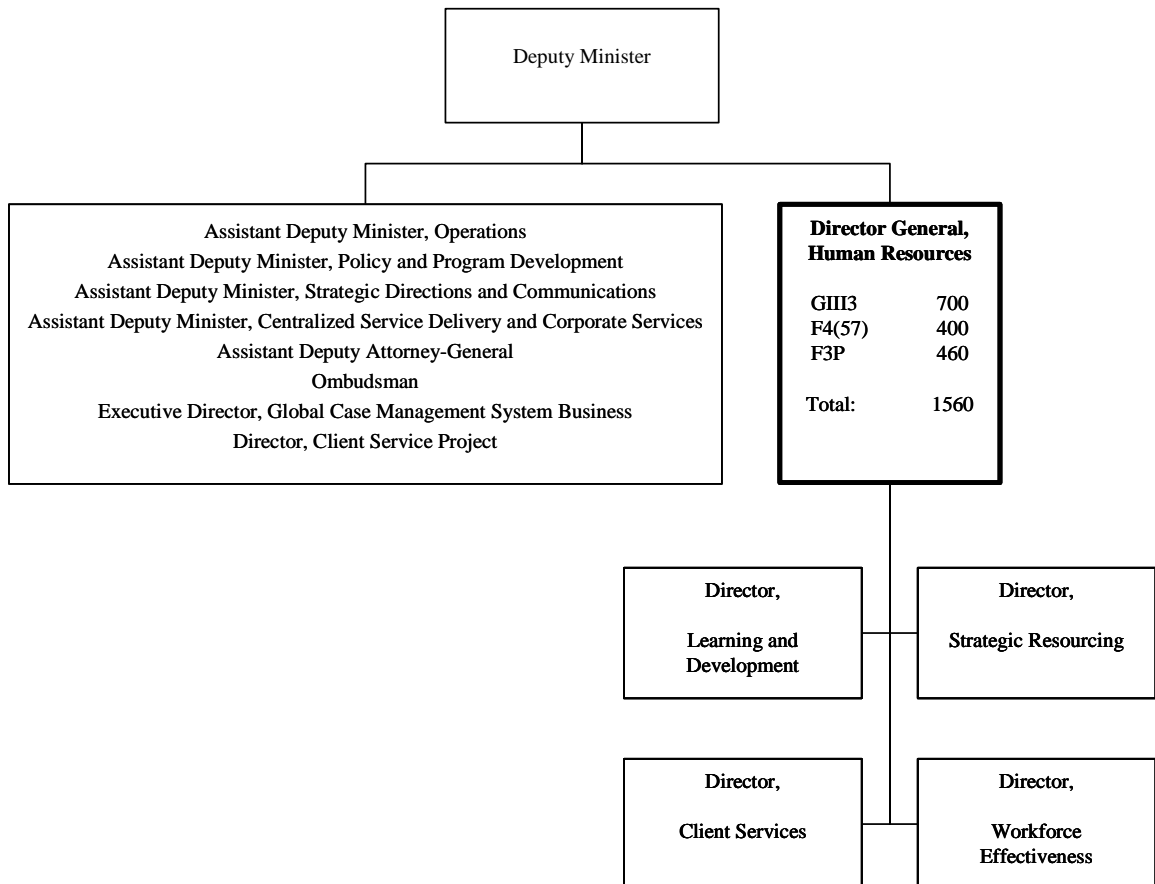 Deputy Minister
Assistant Deputy Minister, Operations
Assistant Deputy Minister, Policy and Program Development
Assistant Deputy Minister, Strategic Directions and Communications
Assistant Deputy Minister, Centralized Service Delivery and Corporate Services
Assistant Deputy Attorney-General
Ombudsman
Executive Director, Global Case Management System Business
Director, Client Service Project
Director General,
Human Resources
GIII3 700
F4(57) 400
F3P 460
Total: 1560
Director,
Learning and
Development
Director,
Strategic Resourcing
Director,
Client Services
Director,
Workforce
Effectiveness